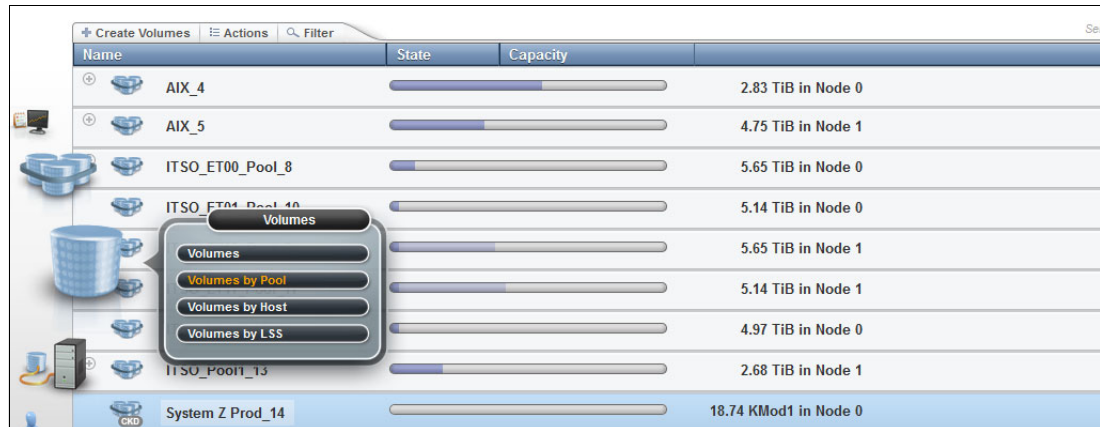 Create Volumes Actions Filter
Name State Capacity
AIX_4 2.83 TiB in Node 0
AIX_5 4.75 TiB in Node 1
ITSO_ET00_Pool_8 5.65 TiB in Node 0
ITSO_ET01_Pool_10 5.14 TiB in Node 0
Volumes
Volumes
5.65 TiB in Node 1
Volumes by Pool
5.14 TiB in Node 1
Volumes by Host
Volumes by LSS
4.97 TiB in Node 0
ITSO_Pool1_13 2.68 TiB in Node 1
CKD System Z Prod_14 18.74 KMod1 in Node 0